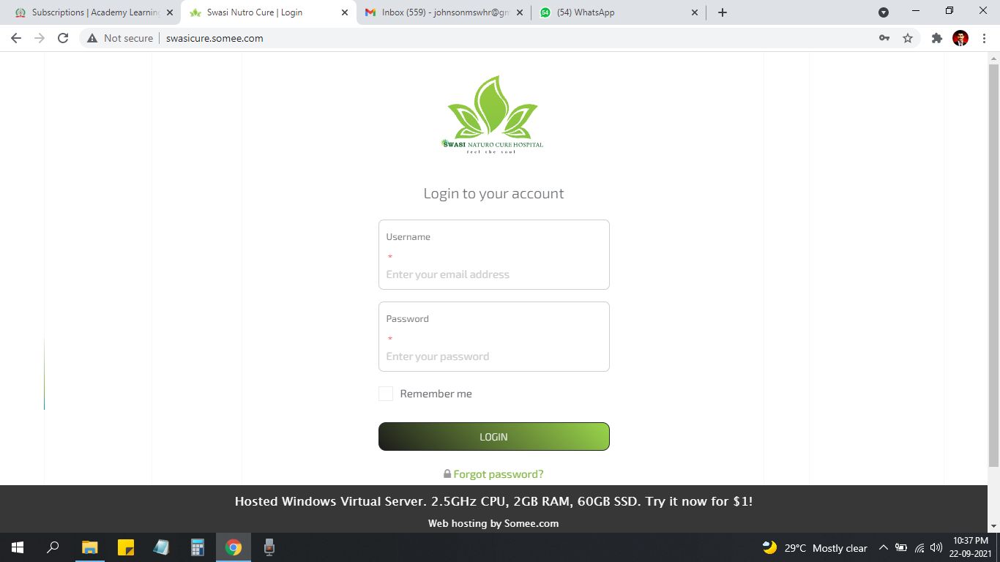 Subscriptions | Academy Learning
Swasi Nutro Cure | Login
Inbox (559) - johnsonmswhr@gm
54
(54) WhatsApp
Not secure
swasicure.somee.com
SWASI NATURO CURE HOSPITAL
feel the soul
Login to your account
Username
*
Enter your email address
Password
*
Enter your password
Remember me
LOGIN
Forgot password?
Hosted Windows Virtual Server. 2.5GHz CPU, 2GB RAM, 60GB SSD. Try it now for $1!
Web hosting by Somee.com
29°C Mostly clear
10:37 PM
22-09-2021